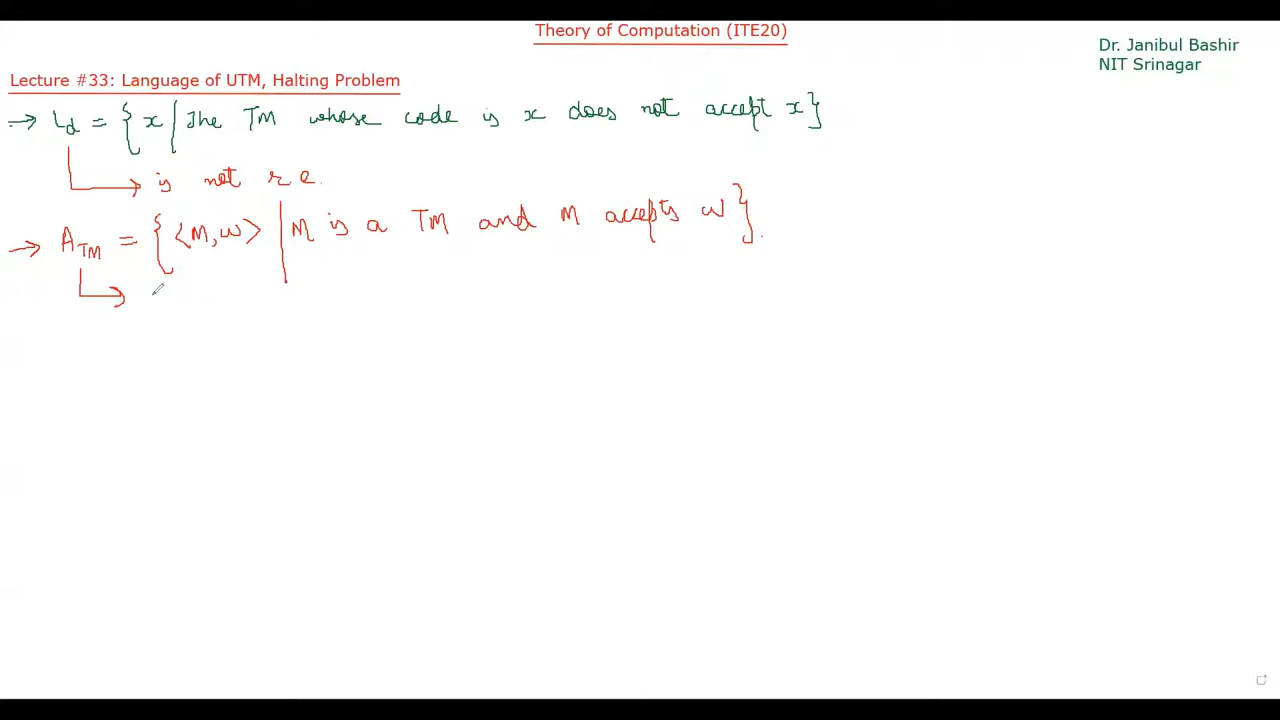 Theory of Computation (ITE20)
Dr. Janibul Bashir
NIT Srinagar
Lecture #33: Language of UTM, Halting Problem
→ Ld = { x | The TM whose code is x does not accept x }
is not r.e.
→ ATM = { ⟨M, w⟩ | M is a TM and M accepts w }.